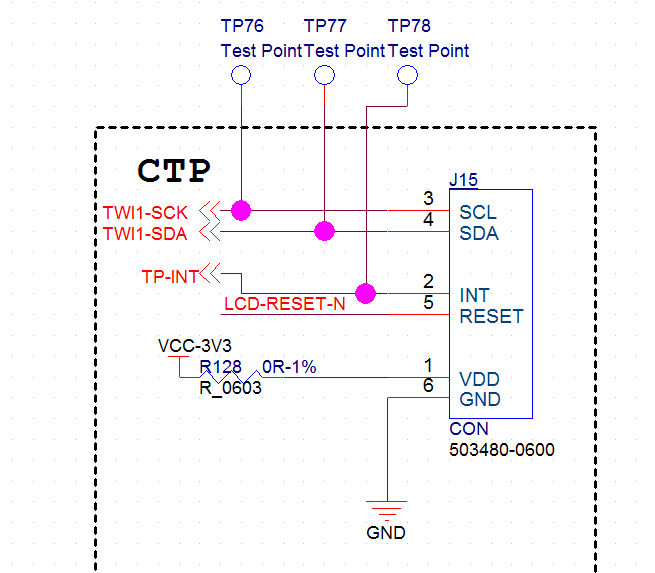 TP76 TP77 TP78
Test Point Test Point Test Point
CTP
J15
TWI1-SCK 3 SCL
TWI1-SDA 4 SDA
TP-INT 2 INT
LCD-RESET-N 5 RESET
VCC-3V3
R128 0R-1% 1 VDD
R_0603 6 GND
CON
503480-0600
GND